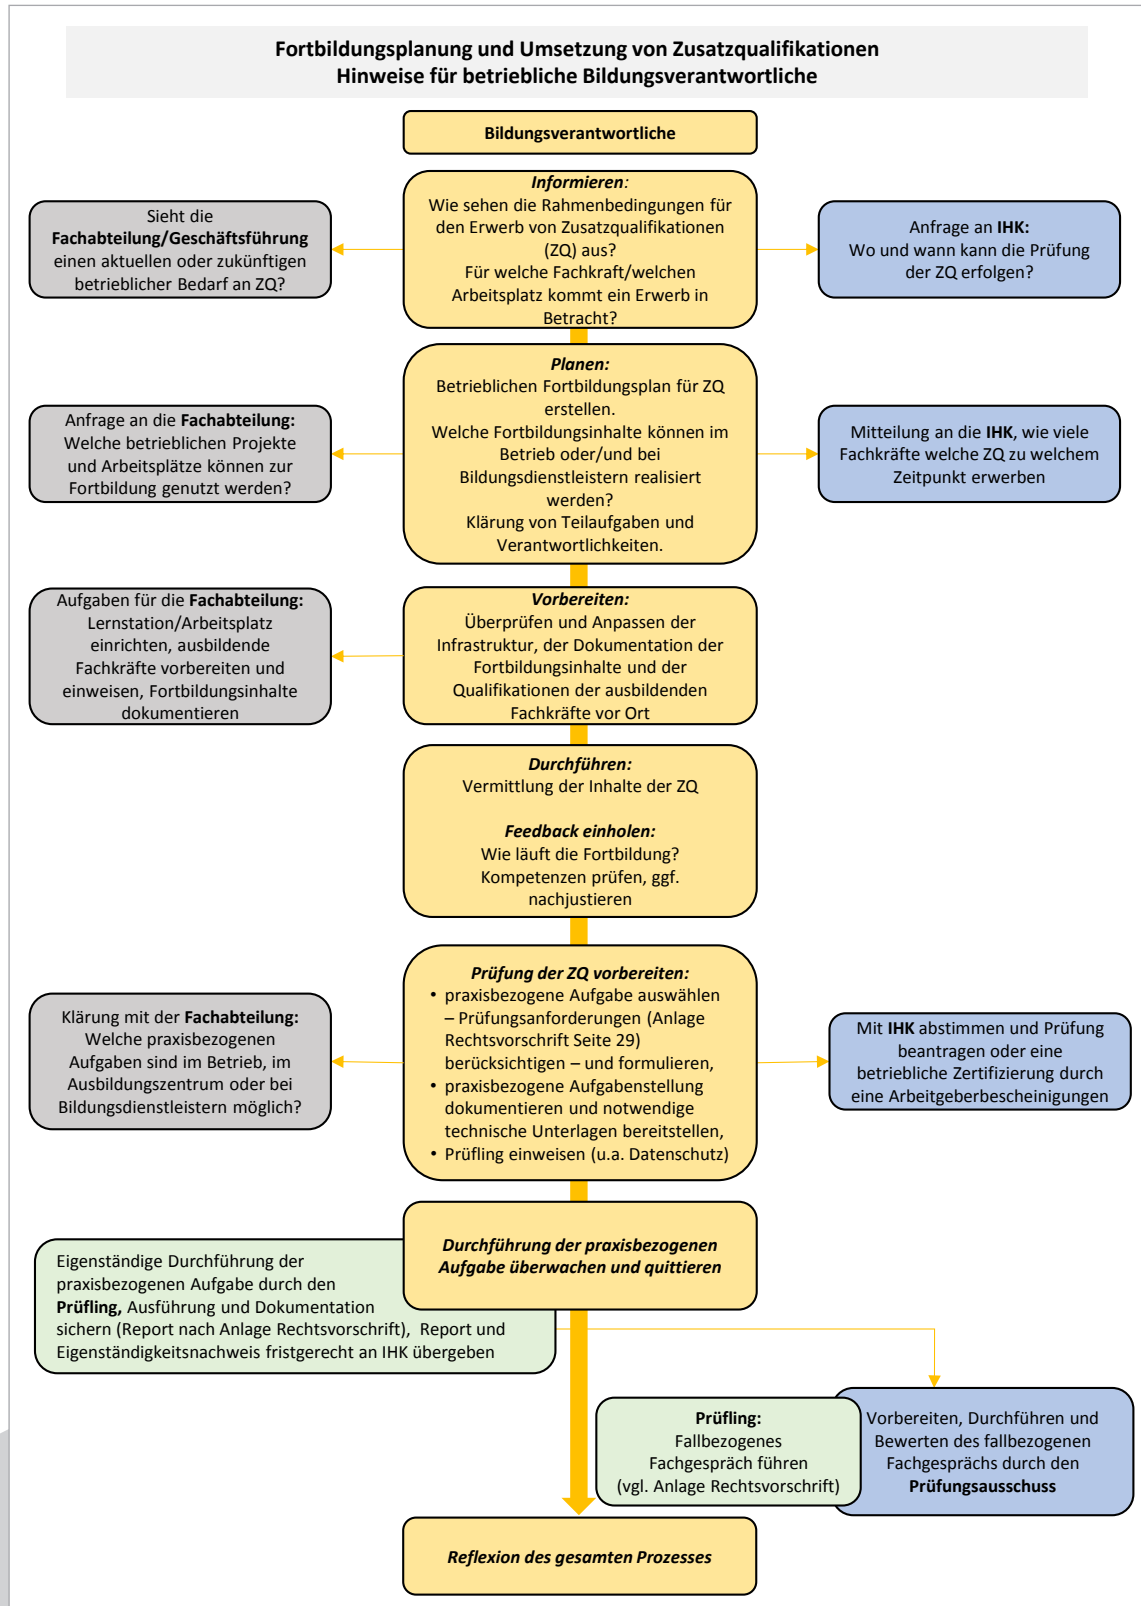 Fortbildungsplanung und Umsetzung von Zusatzqualifikationen
Hinweise für betriebliche Bildungsverantwortliche
Bildungsverantwortliche
Informieren:
Wie sehen die Rahmenbedingungen für
den Erwerb von Zusatzqualifikationen
(ZQ) aus?
Für welche Fachkraft/welchen
Arbeitsplatz kommt ein Erwerb in
Betracht?
Sieht die
Fachabteilung/Geschäftsführung
einen aktuellen oder zukünftigen
betrieblicher Bedarf an ZQ?
Anfrage an IHK:
Wo und wann kann die Prüfung
der ZQ erfolgen?
Planen:
Betrieblichen Fortbildungsplan für ZQ
erstellen.
Welche Fortbildungsinhalte können im
Betrieb oder/und bei
Bildungsdienstleistern realisiert
werden?
Klärung von Teilaufgaben und
Verantwortlichkeiten.
Anfrage an die Fachabteilung:
Welche betrieblichen Projekte
und Arbeitsplätze können zur
Fortbildung genutzt werden?
Mitteilung an die IHK, wie viele
Fachkräfte welche ZQ zu welchem
Zeitpunkt erwerben
Vorbereiten:
Überprüfen und Anpassen der
Infrastruktur, der Dokumentation der
Fortbildungsinhalte und der
Qualifikationen der ausbildenden
Fachkräfte vor Ort
Aufgaben für die Fachabteilung:
Lernstation/Arbeitsplatz
einrichten, ausbildende
Fachkräfte vorbereiten und
einweisen, Fortbildungsinhalte
dokumentieren
Durchführen:
Vermittlung der Inhalte der ZQ
Feedback einholen:
Wie läuft die Fortbildung?
Kompetenzen prüfen, ggf.
nachjustieren
Prüfung der ZQ vorbereiten:
• praxisbezogene Aufgabe auswählen
– Prüfungsanforderungen (Anlage
Rechtsvorschrift Seite 29)
berücksichtigen – und formulieren,
• praxisbezogene Aufgabenstellung
dokumentieren und notwendige
technische Unterlagen bereitstellen,
• Prüfling einweisen (u.a. Datenschutz)
Klärung mit der Fachabteilung:
Welche praxisbezogenen
Aufgaben sind im Betrieb, im
Ausbildungszentrum oder bei
Bildungsdienstleistern möglich?
Mit IHK abstimmen und Prüfung
beantragen oder eine
betriebliche Zertifizierung durch
eine Arbeitgeberbescheinigungen
Durchführung der praxisbezogenen
Aufgabe überwachen und quittieren
Eigenständige Durchführung der
praxisbezogenen Aufgabe durch den
Prüfling, Ausführung und Dokumentation
sichern (Report nach Anlage Rechtsvorschrift), Report und
Eigenständigkeitsnachweis fristgerecht an IHK übergeben
Prüfling:
Fallbezogenes
Fachgespräch führen
(vgl. Anlage Rechtsvorschrift)
Vorbereiten, Durchführen und
Bewerten des fallbezogenen
Fachgesprächs durch den
Prüfungsausschuss
Reflexion des gesamten Prozesses